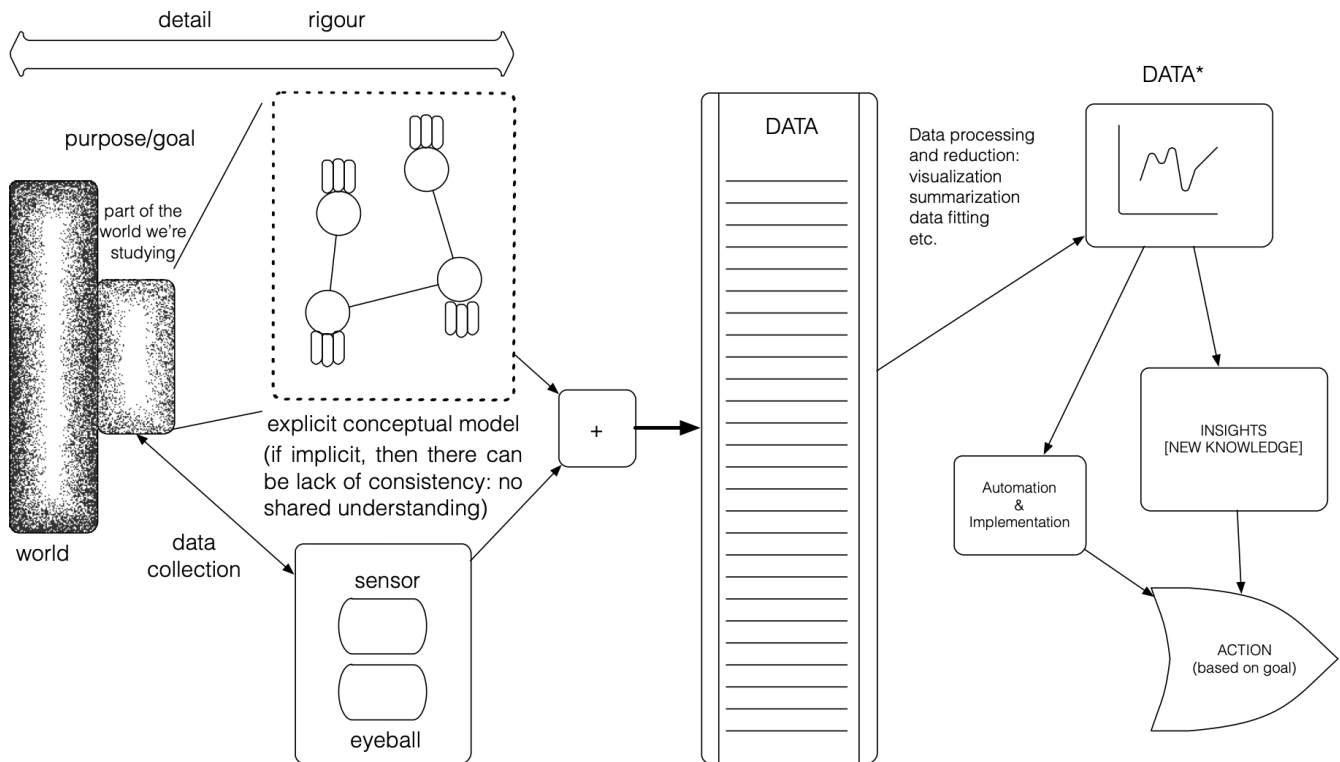 detail rigour
purpose/goal
part of the
world we're
studying
world
explicit conceptual model
(if implicit, then there can
be lack of consistency: no
shared understanding)
data
collection
sensor
eyeball
+
DATA
Data processing
and reduction:
visualization
summarization
data fitting
etc.
DATA*
Automation
&
Implementation
INSIGHTS
[NEW KNOWLEDGE]
ACTION
(based on goal)